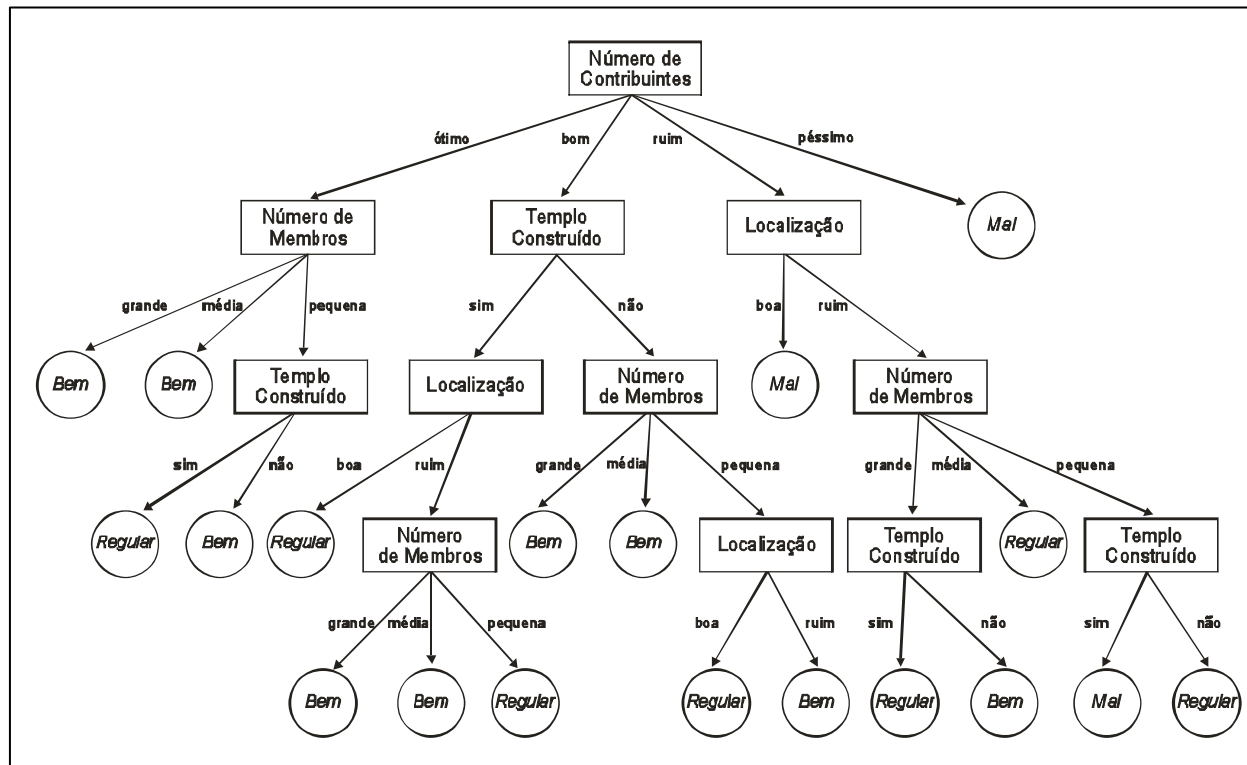 Número de
Contribuintes
ótimo
bom
ruim
péssimo
Número de
Membros
Templo
Construído
Localização
Mal
grande
média
pequena
sim
não
boa
ruim
Bem
Bem
Templo
Construído
Localização
Número
de Membros
Mal
Número
de Membros
sim
não
boa
ruim
grande
média
pequena
grande
média
pequena
Regular
Bem
Regular
Número
de Membros
Bem
Bem
Localização
Templo
Construído
Regular
Templo
Construído
grande
média
pequena
boa
ruim
sim
não
sim
não
Bem
Bem
Regular
Regular
Bem
Regular
Bem
Mal
Regular